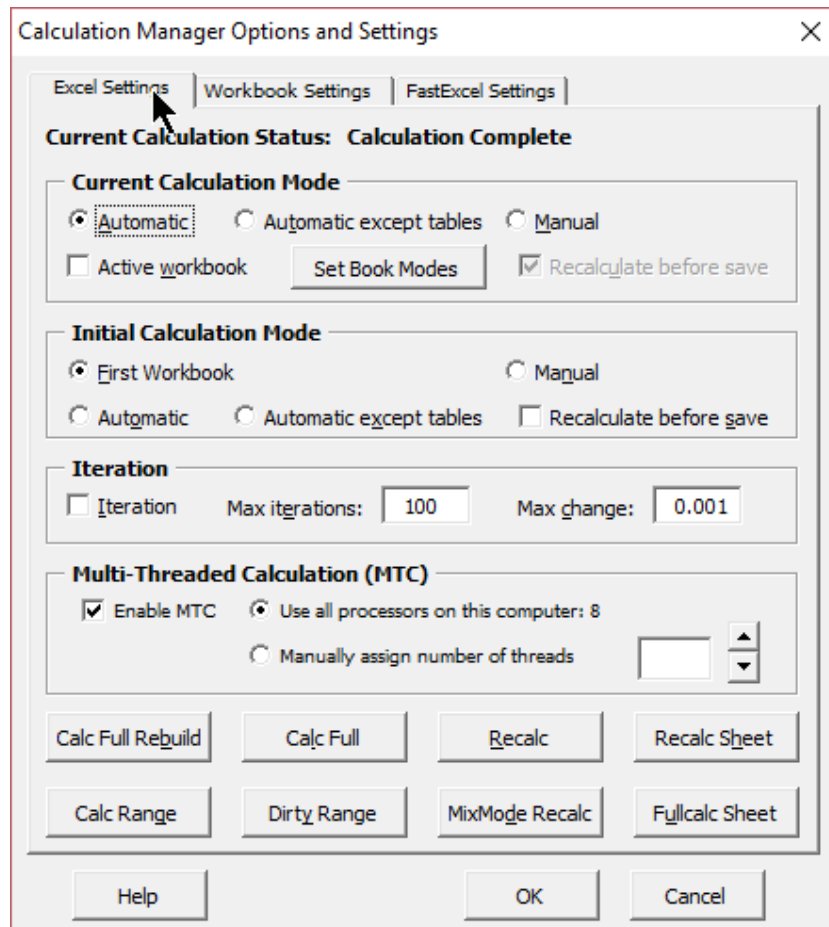 Calculation Manager Options and Settings
Excel Settings Workbook Settings FastExcel Settings
Current Calculation Status: Calculation Complete
Current Calculation Mode
Automatic Automatic except tables Manual
Active workbook Set Book Modes Recalculate before save
Initial Calculation Mode
First Workbook Manual
Automatic Automatic except tables Recalculate before save
Iteration
Iteration Max iterations: 100 Max change: 0.001
Multi-Threaded Calculation (MTC)
Enable MTC Use all processors on this computer: 8
Manually assign number of threads
Calc Full Rebuild Calc Full Recalc Recalc Sheet
Calc Range Dirty Range MixMode Recalc Fullcalc Sheet
Help OK Cancel